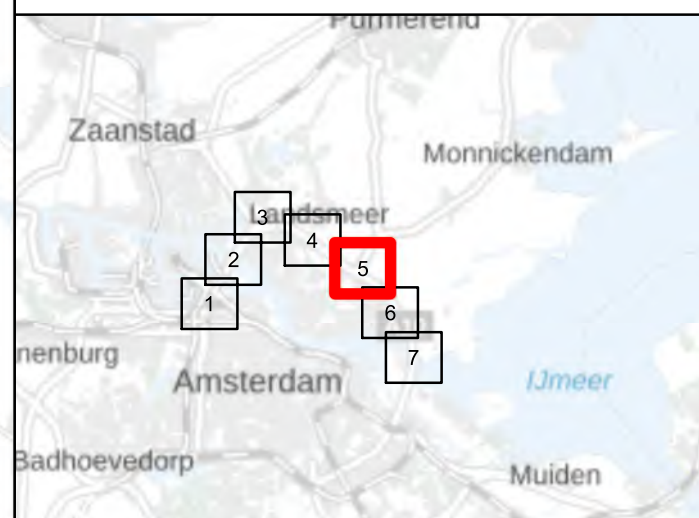 Purmerend
Zaanstad
Monnickendam
3
Landsmeer
4
2
5
1
6
7
nenburg
Amsterdam
IJmeer
Badhoevedorp
Muiden